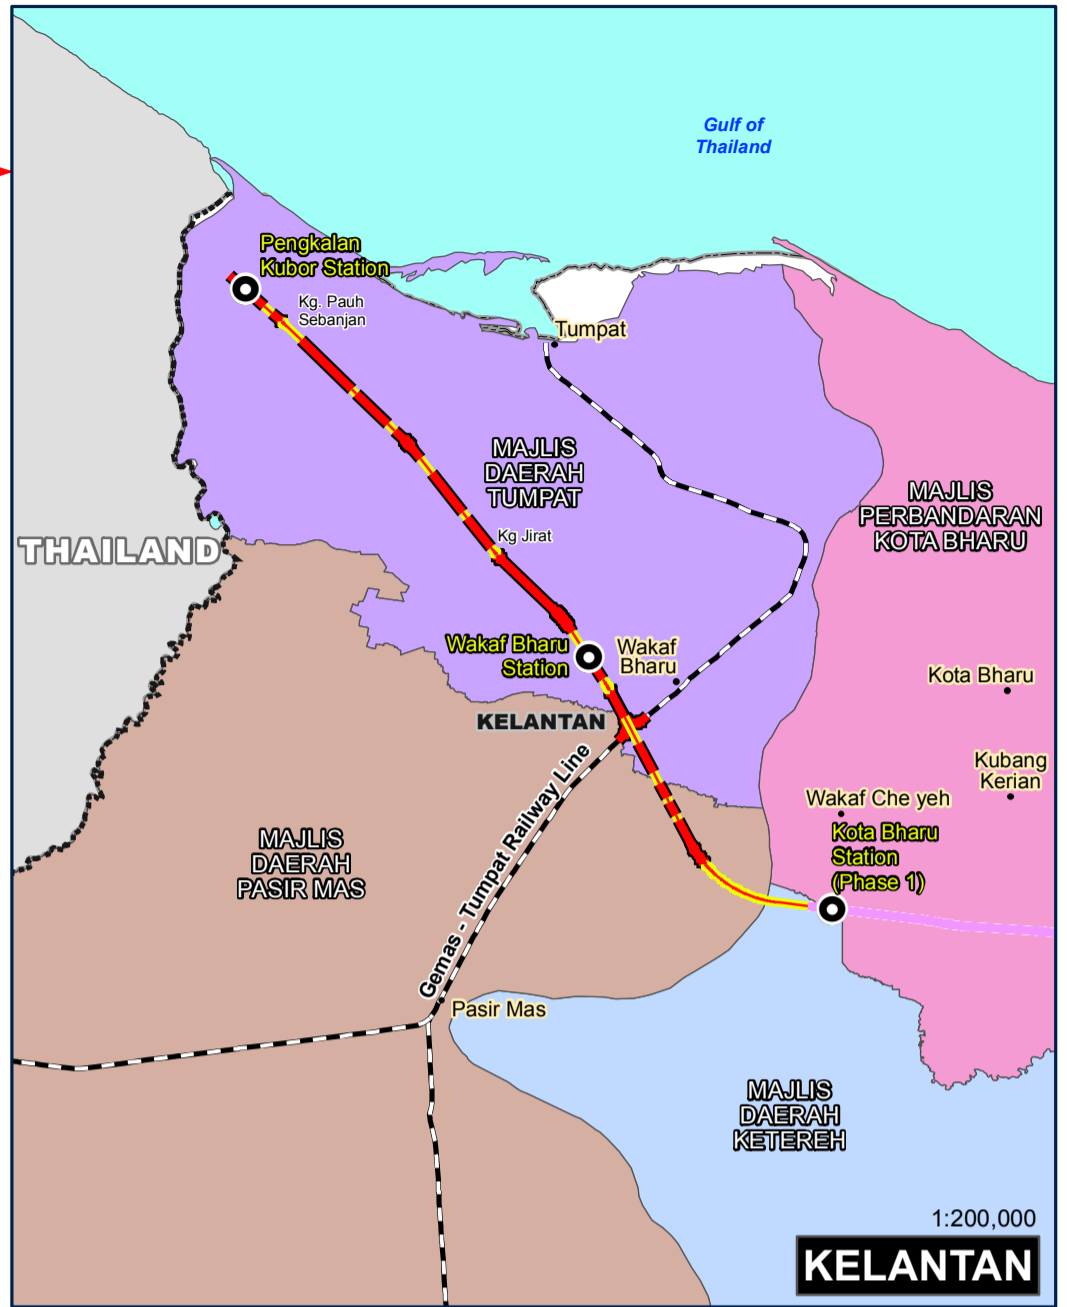 Gulf of
Thailand
Pengkalan
Kubor Station
Kg. Pauh
Sebanjan
Tumpat
MAJLIS
DAERAH
TUMPAT
MAJLIS
PERBANDARAN
KOTA BHARU
Kg Jirat
THAILAND
Wakaf Bharu
Station
Wakaf
Bharu
Kota Bharu
KELANTAN
Gemas - Tumpat Railway Line
Kubang
Kerian
Wakaf Che yeh
Kota Bharu
Station
(Phase 1)
MAJLIS
DAERAH
PASIR MAS
Pasir Mas
MAJLIS
DAERAH
KETEREH
1:200,000
KELANTAN